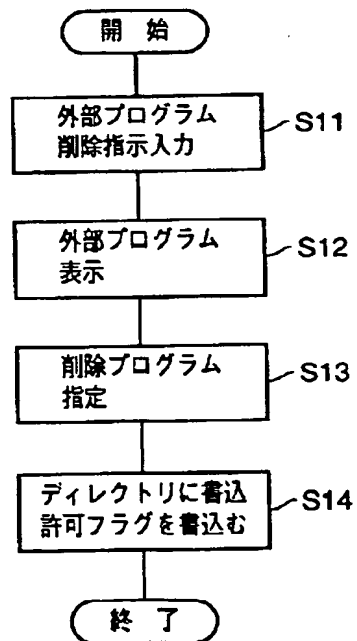 開 始
外部プログラム
削除指示入力
S11
外部プログラム
表示
S12
削除プログラム
指定
S13
ディレクトリに書込
許可フラグを書込む
S14
終 了